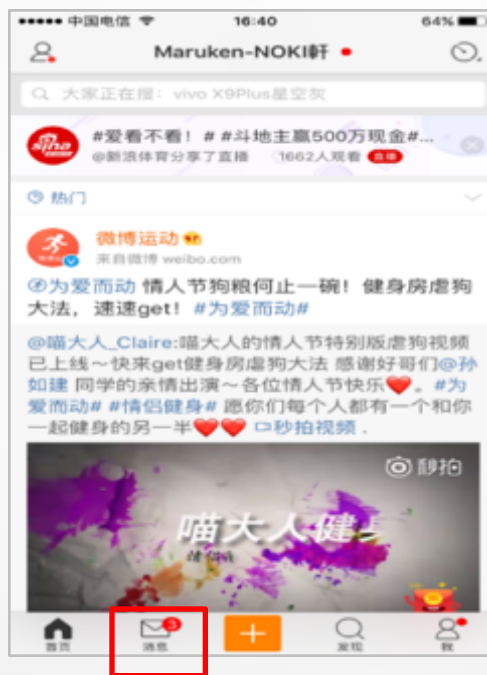 中国电信 16:40 64%
Maruken-NOKI軒
大家正在搜：vivo X9Plus星空灰
sina
#爱看不看！# #斗地主赢500万现金#...
@新浪体育分享了直播 1662人观看 直播
热门
微博运动
来自微博 weibo.com
为爱而动 情人节狗粮何止一碗！健身房虐狗
大法，速速get！#为爱而动#
@喵大人_Claire:喵大人的情人节特别版虐狗视频
已上线～快来get健身房虐狗大法 感谢好哥们@孙
如建 同学的亲情出演～各位情人节快乐❤️。#为
爱而动# #情侣健身# 愿你们每个人都有一个和你
一起健身的另一半❤️❤️ 秒拍视频 .
秒拍
喵大人健身
3
首页 消息 发现 我